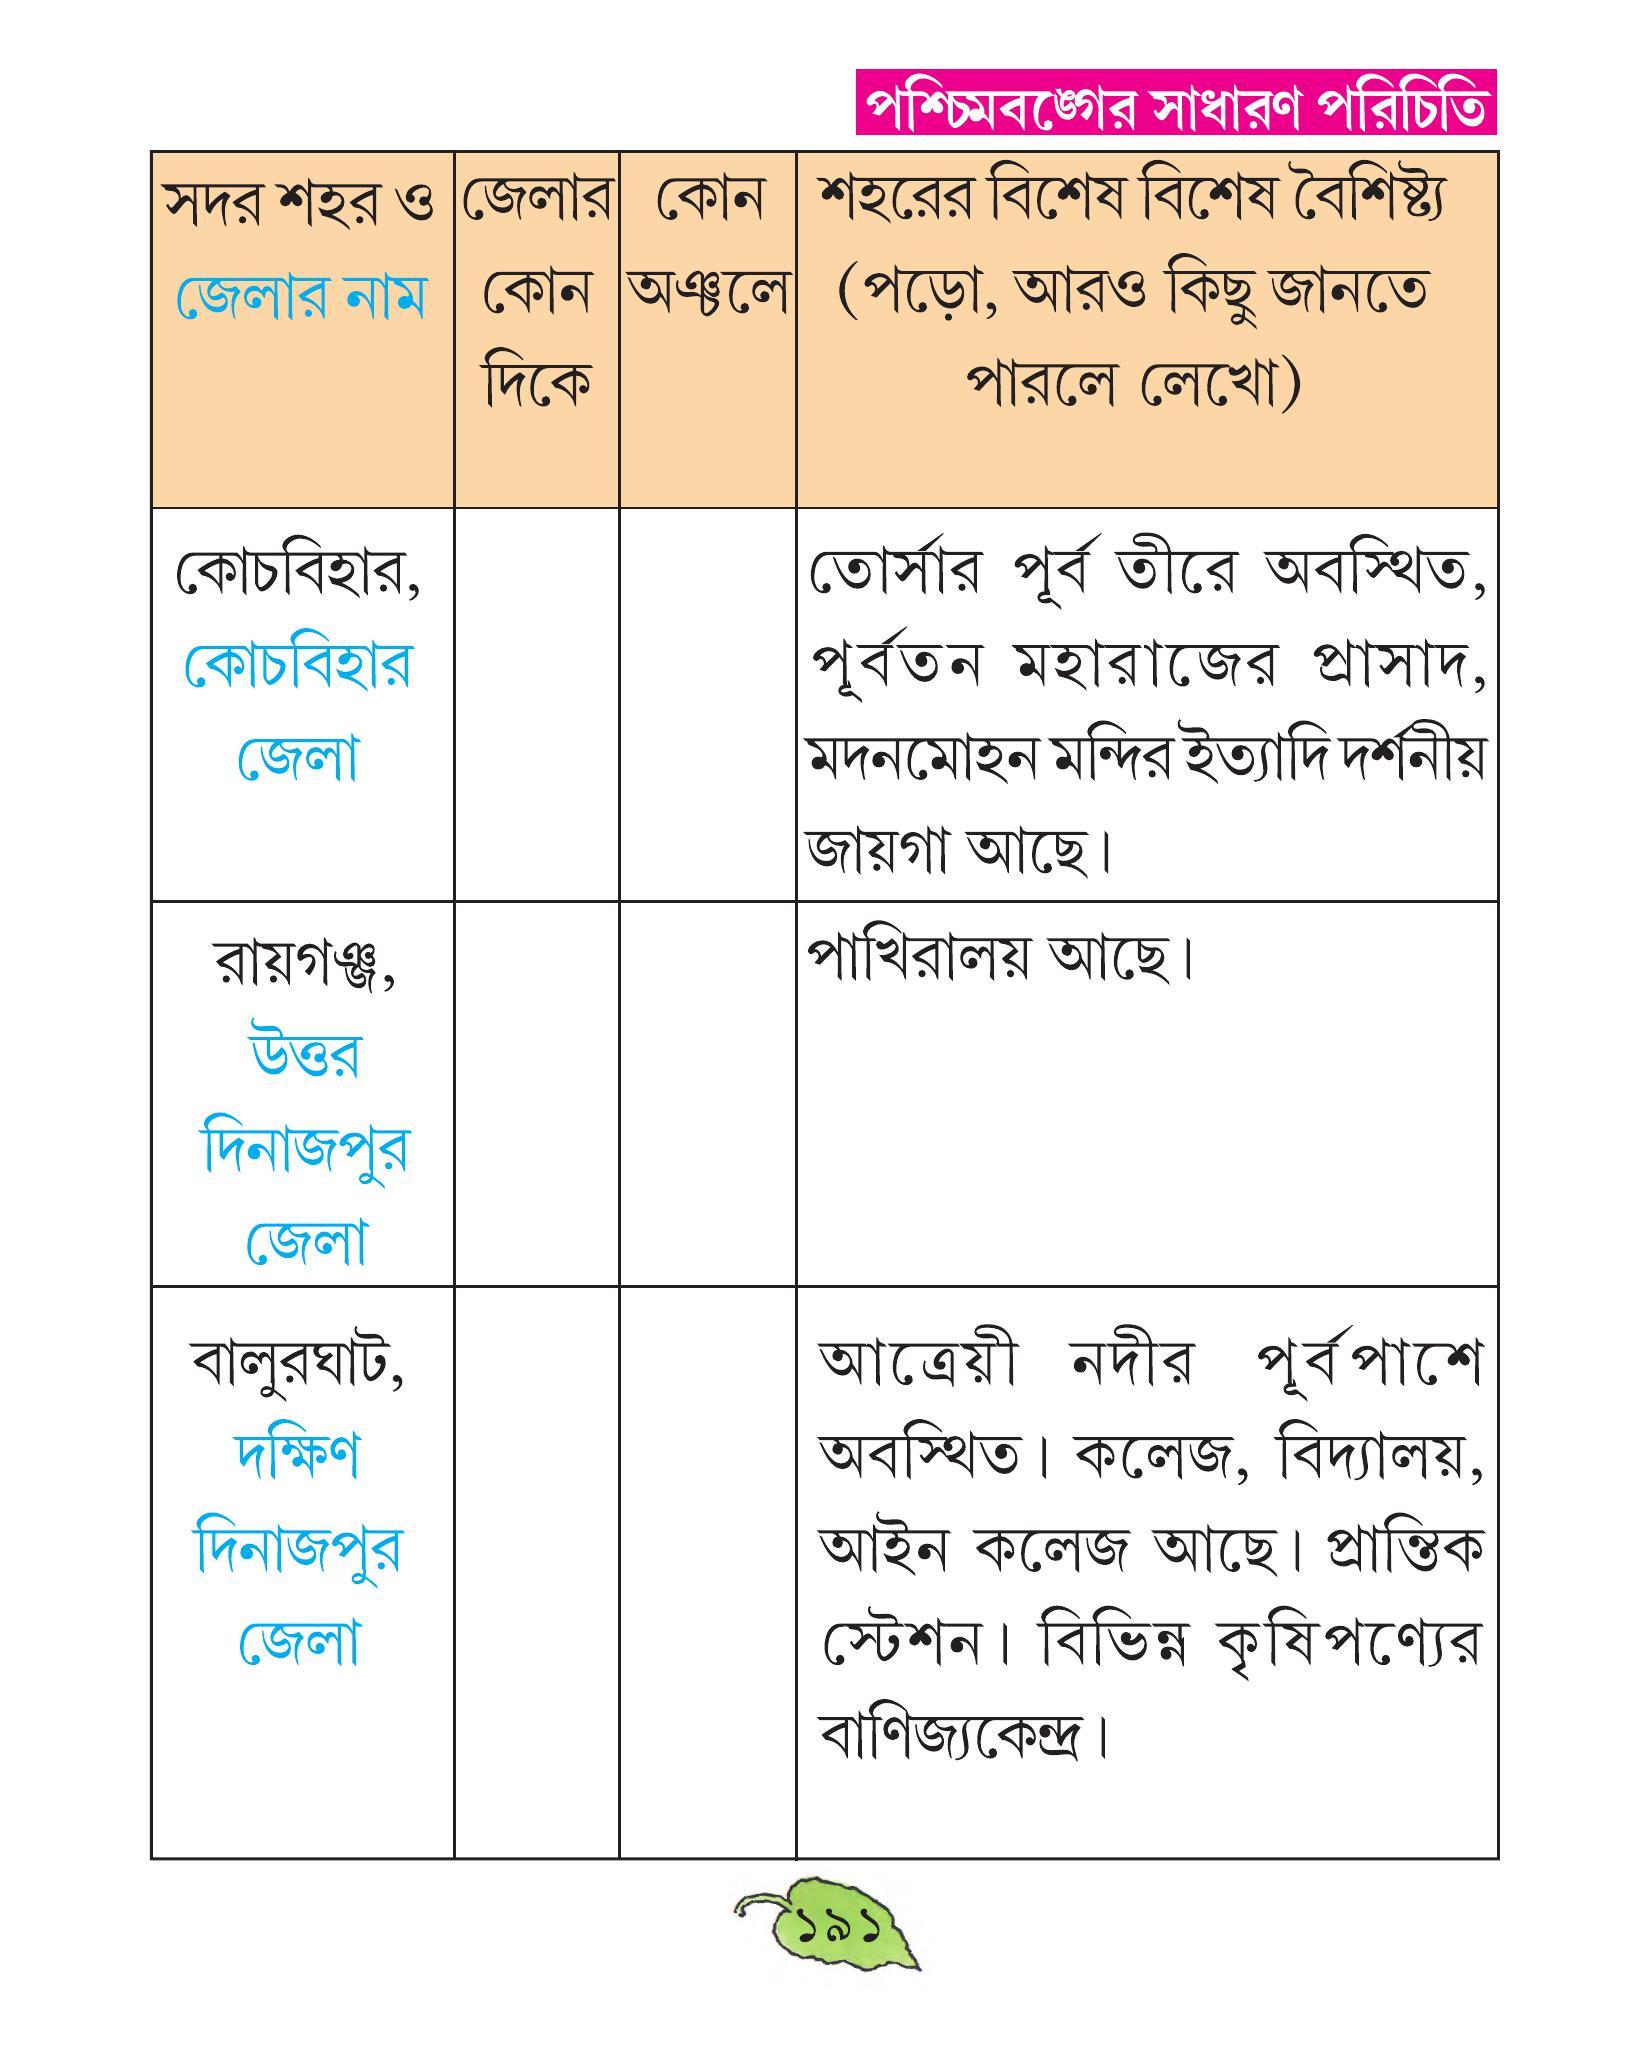 পশ্চিমবঙ্গের সাধারণ পরিচিতি
সদর শহর ও
জেলার নাম
জেলার
কোন
দিকে
কোন
অঞ্চলে
শহরের বিশেষ বিশেষ বৈশিষ্ট্য
(পড়ো, আরও কিছু জানতে
পারলে লেখো)
কোচবিহার,
কোচবিহার
জেলা
তোর্সার পূর্ব তীরে অবস্থিত,
পূর্বতন মহারাজের প্রাসাদ,
মদনমোহন মন্দির ইত্যাদি দর্শনীয়
জায়গা আছে।
রায়গঞ্জ,
উত্তর
দিনাজপুর
জেলা
পাখিরালয় আছে।
বালুরঘাট,
দক্ষিণ
দিনাজপুর
জেলা
আত্রেয়ী নদীর পূর্বপাশে
অবস্থিত। কলেজ, বিদ্যালয়,
আইন কলেজ আছে। প্রান্তিক
স্টেশন। বিভিন্ন কৃষিপণ্যের
বাণিজ্যকেন্দ্র।
১৯১